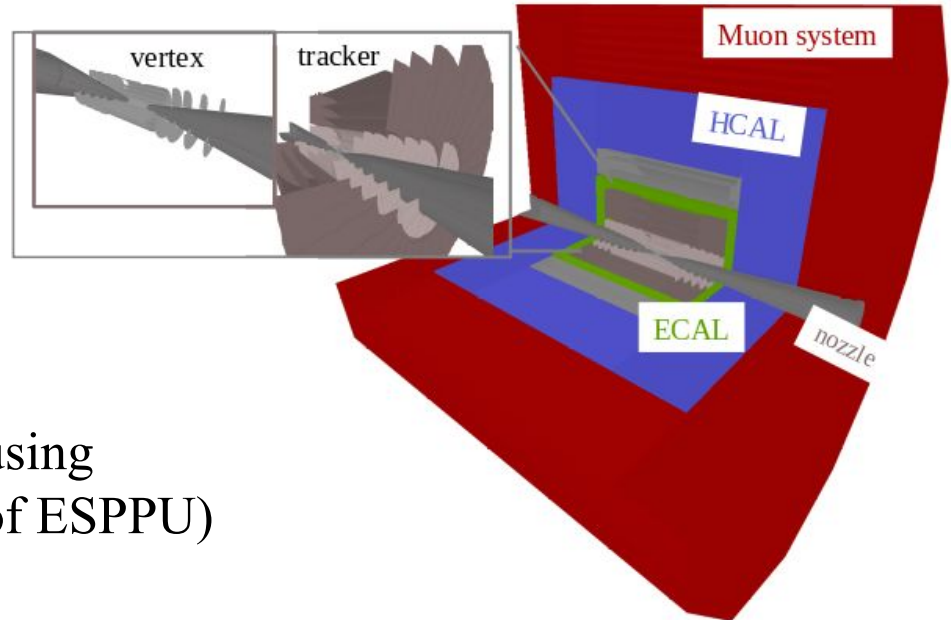 vertex
tracker
Muon system
HCAL
ECAL
nozzle
using
of ESPPU)